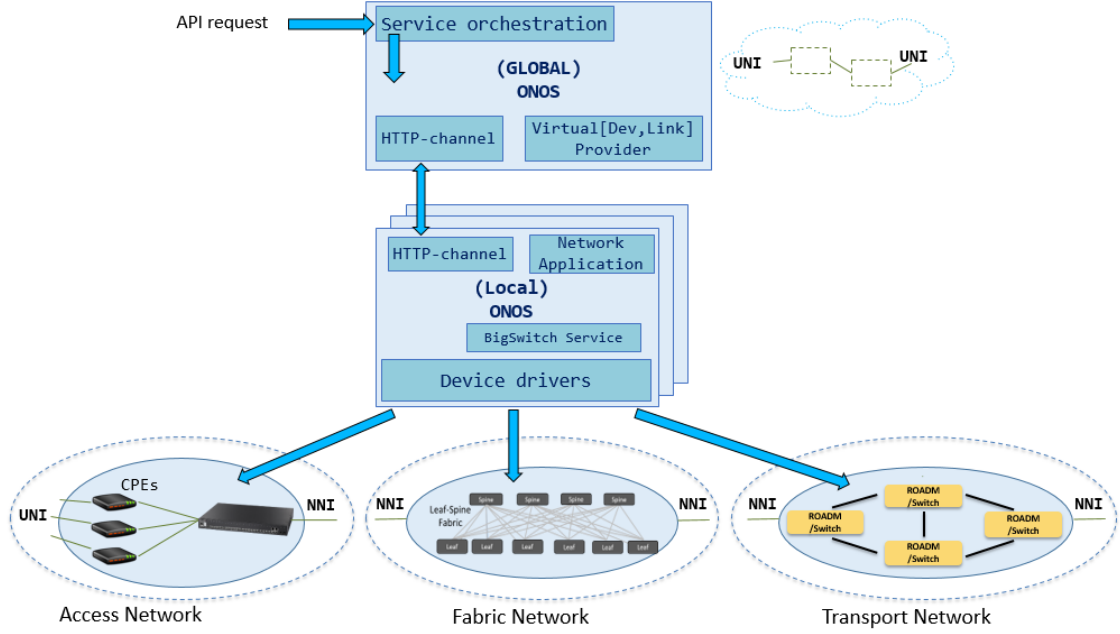 API request
Service orchestration
(GLOBAL)
ONOS
HTTP-channel
Virtual[Dev,Link]
Provider
UNI
UNI
HTTP-channel
Network
Application
(Local)
ONOS
BigSwitch Service
Device drivers
CPEs
UNI
NNI
Access Network
NNI
Leaf-Spine
Fabric
Spine
Spine
Spine
Spine
Leaf
Leaf
Leaf
Leaf
Leaf
Leaf
NNI
Fabric Network
NNI
ROADM
/Switch
ROADM
/Switch
ROADM
/Switch
ROADM
/Switch
NNI
Transport Network